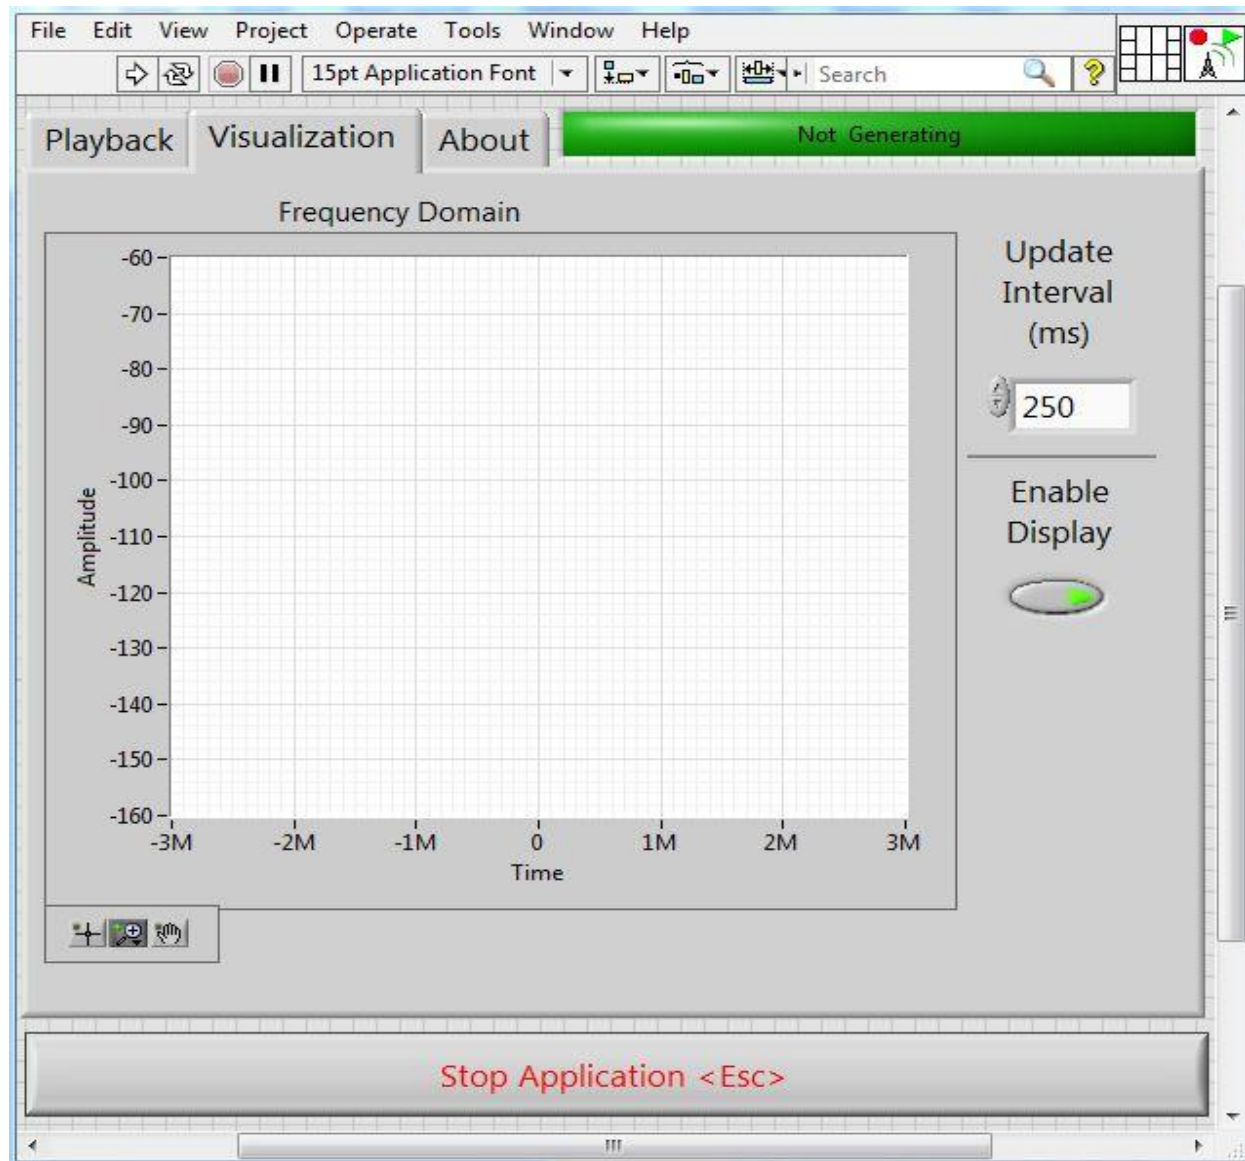 File Edit View Project Operate Tools Window Help
15pt Application Font Search
Playback Visualization About Not Generating
Frequency Domain
-60
-70
-80
-90
-100
-110
-120
-130
-140
-150
-160
Amplitude
-3M -2M -1M 0 1M 2M 3M
Time
Update
Interval
(ms)
250
Enable
Display
Stop Application <Esc>